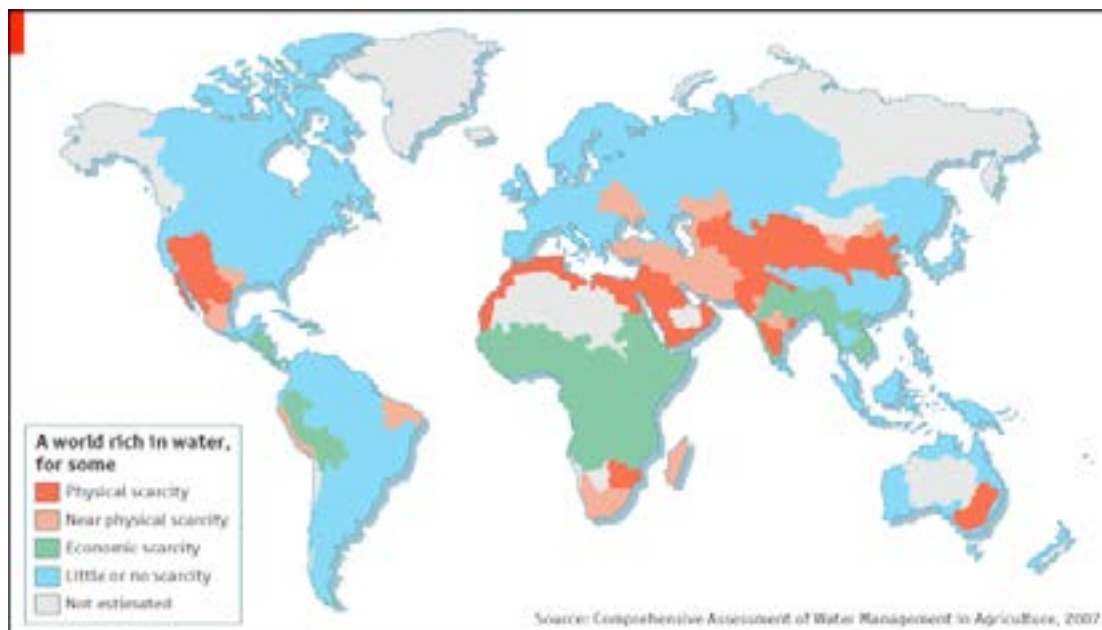 A world rich in water,
for some
Physical scarcity
Near physical scarcity
Economic scarcity
Little or no scarcity
Not estimated
Source: Comprehensive Assessment of Water Management in Agriculture, 2007